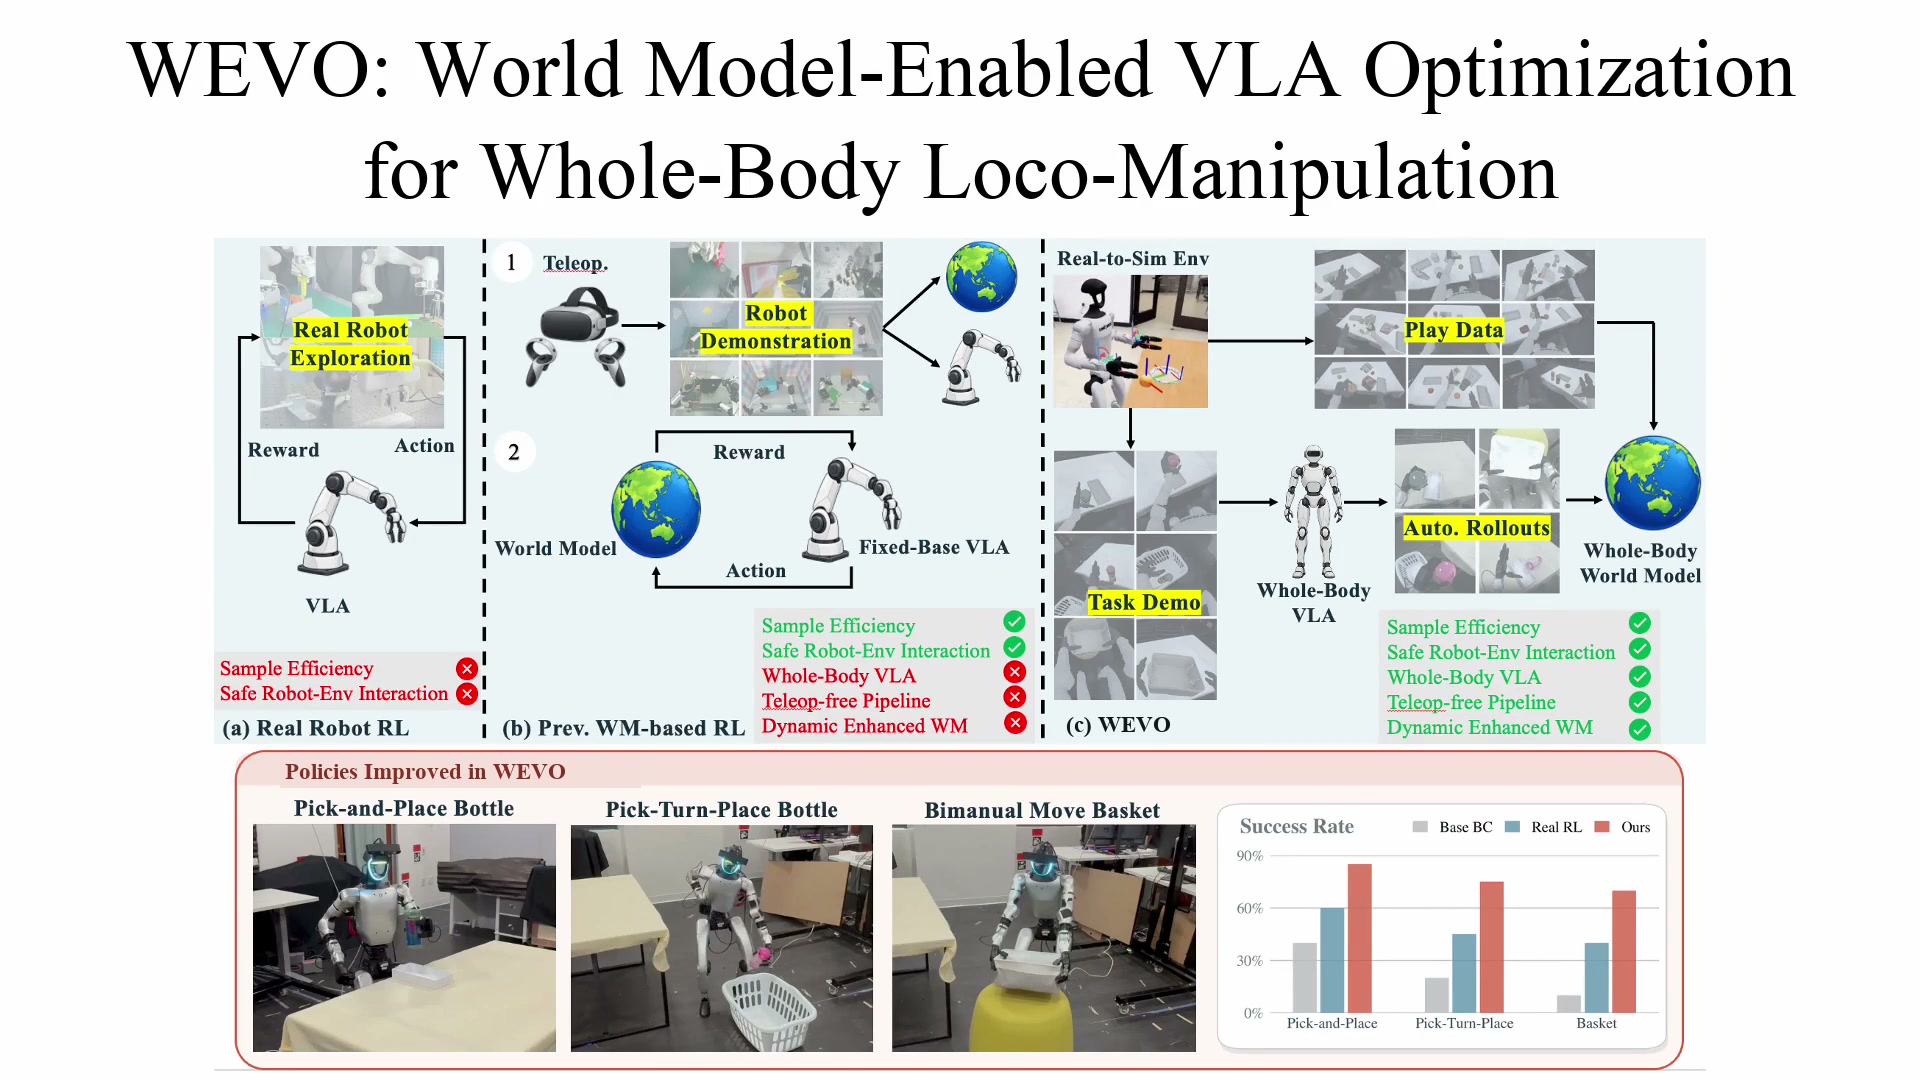 WEVO: World Model-Enabled VLA Optimization
for Whole-Body Loco-Manipulation
Real Robot
Exploration
Reward
Action
VLA
Sample Efficiency
Safe Robot-Env Interaction
(a) Real Robot RL
1
Teleop.
Robot
Demonstration
2
Reward
World Model
Fixed-Base VLA
Action
Sample Efficiency
Safe Robot-Env Interaction
Whole-Body VLA
Teleop-free Pipeline
Dynamic Enhanced WM
(b) Prev. WM-based RL
Real-to-Sim Env
Play Data
Task Demo
Whole-Body
VLA
Auto. Rollouts
Whole-Body
World Model
Sample Efficiency
Safe Robot-Env Interaction
Whole-Body VLA
Teleop-free Pipeline
Dynamic Enhanced WM
(c) WEVO
Policies Improved in WEVO
Pick-and-Place Bottle
Pick-Turn-Place Bottle
Bimanual Move Basket
Success Rate
Base BC
Real RL
Ours
90%
60%
30%
0%
Pick-and-Place
Pick-Turn-Place
Basket